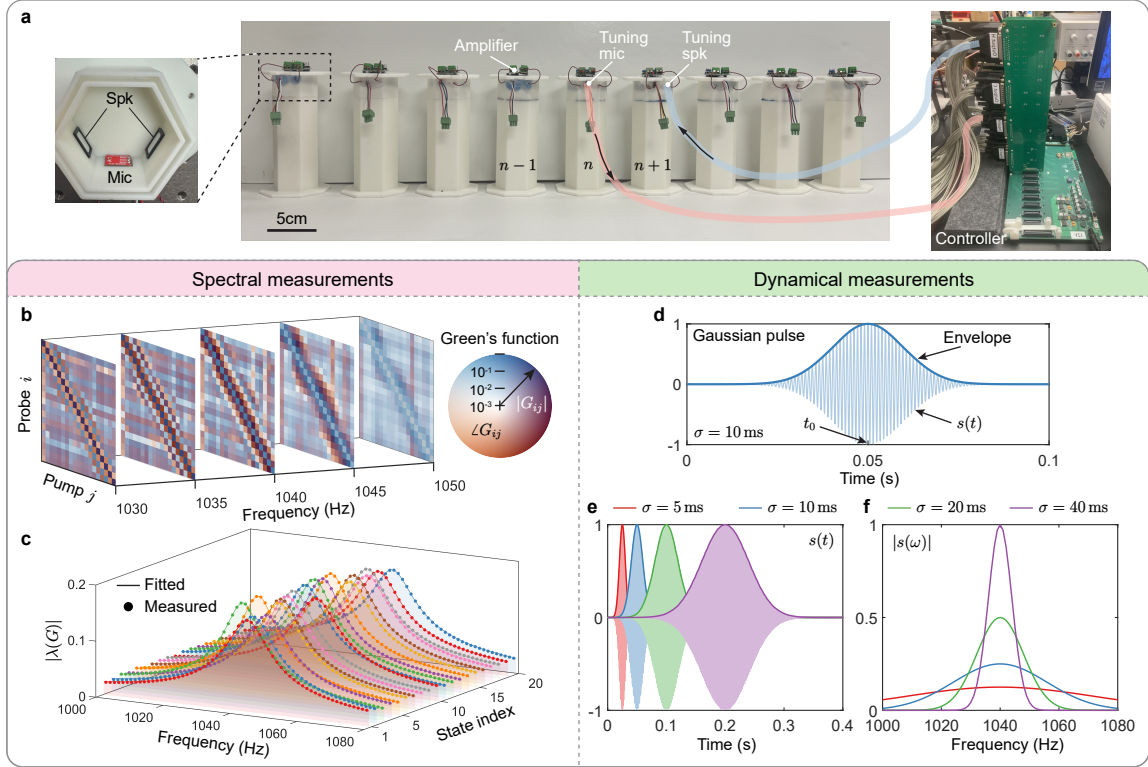 a
Spk
Mic
Amplifier
Tuning
mic
Tuning
spk
n − 1
n
n + 1
5cm
Controller
Spectral measurements
Dynamical measurements
b
Green's function
10⁻¹
10⁻²
10⁻³
|G_ij|
∠G_ij
Probe i
Pump j
1030
1035
1040
1045
1050
Frequency (Hz)
c
Fitted
Measured
|λ(G)|
0.2
0.1
0
1000
1020
1040
1060
1080
Frequency (Hz)
1
5
10
15
20
State index
d
Gaussian pulse
Envelope
s(t)
t₀
σ = 10 ms
1
0
-1
0
0.05
0.1
Time (s)
e
σ = 5 ms
σ = 10 ms
s(t)
1
0
-1
0
0.1
0.2
0.3
0.4
Time (s)
f
σ = 20 ms
σ = 40 ms
|s(ω)|
1
0.5
0
1000
1020
1040
1060
1080
Frequency (Hz)